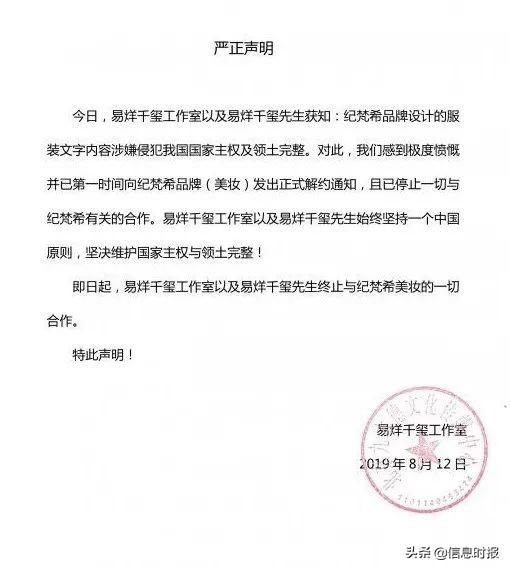 严正声明
今日，易烊千玺工作室以及易烊千玺先生获知：纪梵希品牌设计的服
装文字内容涉嫌侵犯我国国家主权及领土完整。对此，我们感到极度愤慨
并已第一时间向纪梵希品牌（美妆）发出正式解约通知，且已停止一切与
纪梵希有关的合作。易烊千玺工作室以及易烊千玺先生始终坚持一个中国
原则，坚决维护国家主权与领土完整！
即日起，易烊千玺工作室以及易烊千玺先生终止与纪梵希美妆的一切
合作。
特此声明！
易烊千玺工作室
2019年8月12日
头条@信息时报